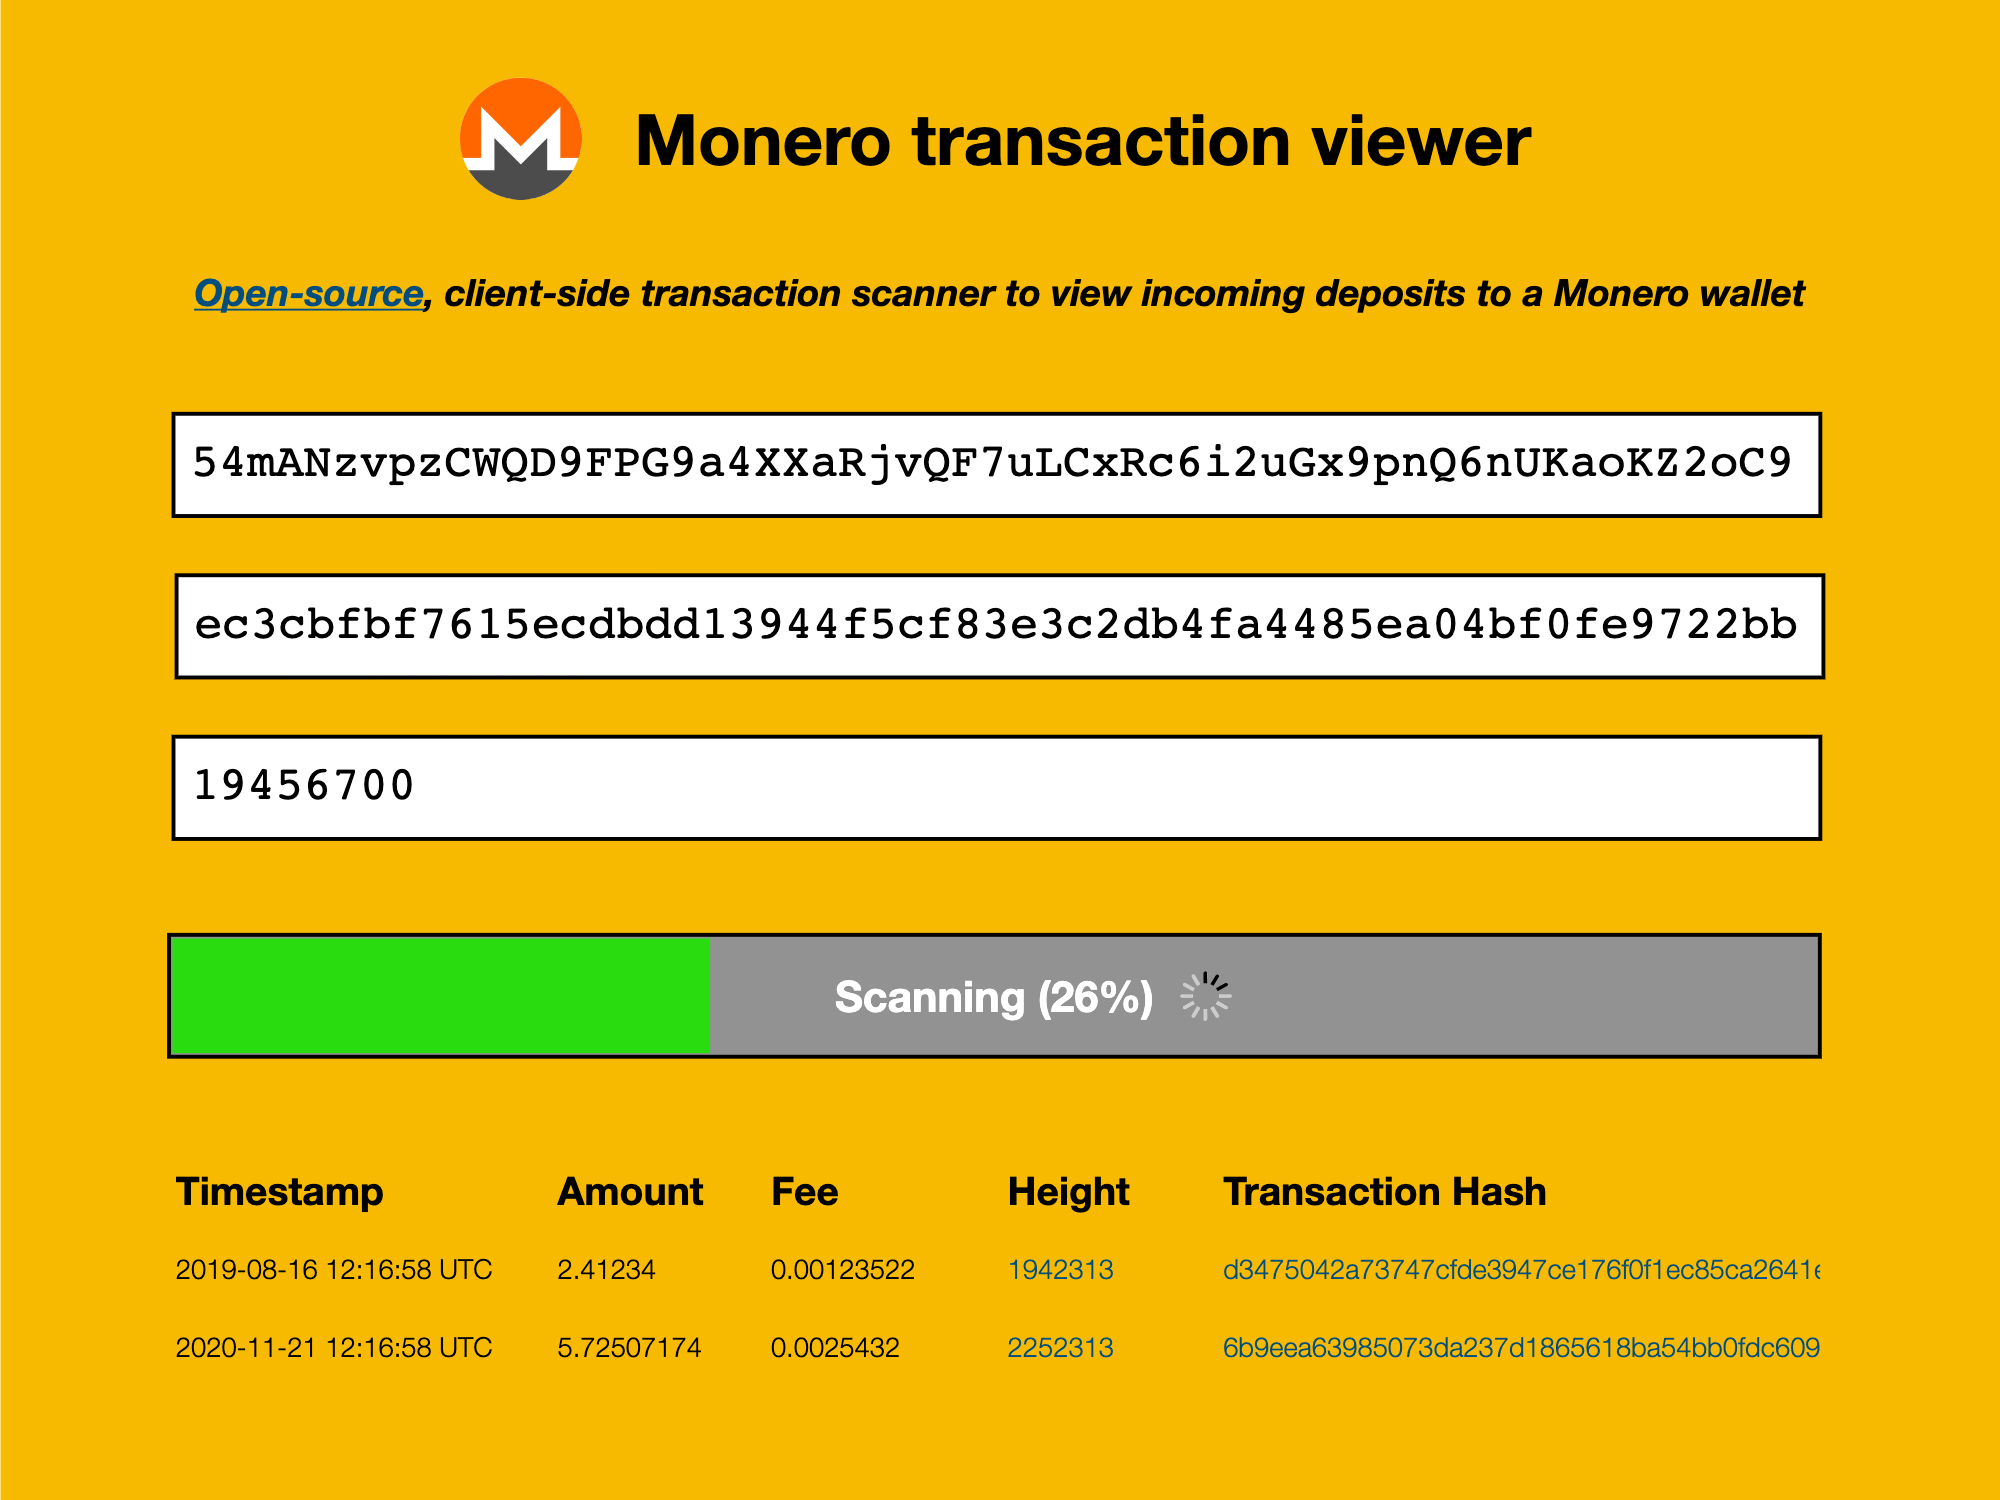 Monero transaction viewer
Open-source, client-side transaction scanner to view incoming deposits to a Monero wallet
54mANzvpzCWQD9FPG9a4XXaRjvQF7uLCxRc6i2uGx9pnQ6nUKaoKZ2oC9
ec3cbfbf7615ecdbdd13944f5cf83e3c2db4fa4485ea04bf0fe9722bb
19456700
Scanning (26%)
Timestamp Amount Fee Height Transaction Hash
2019-08-16 12:16:58 UTC 2.41234 0.00123522 1942313 d3475042a73747cfde3947ce176f0f1ec85ca2641e
2020-11-21 12:16:58 UTC 5.72507174 0.0025432 2252313 6b9eea63985073da237d1865618ba54bb0fdc609